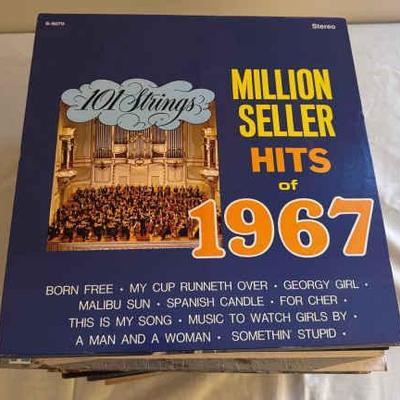 S-5079
Stereo
101 Strings
MILLION
SELLER
HITS
of
1967
BORN FREE • MY CUP RUNNETH OVER • GEORGY GIRL •
MALIBU SUN • SPANISH CANDLE • FOR CHER •
THIS IS MY SONG • MUSIC TO WATCH GIRLS BY •
A MAN AND A WOMAN • SOMETHIN' STUPID •